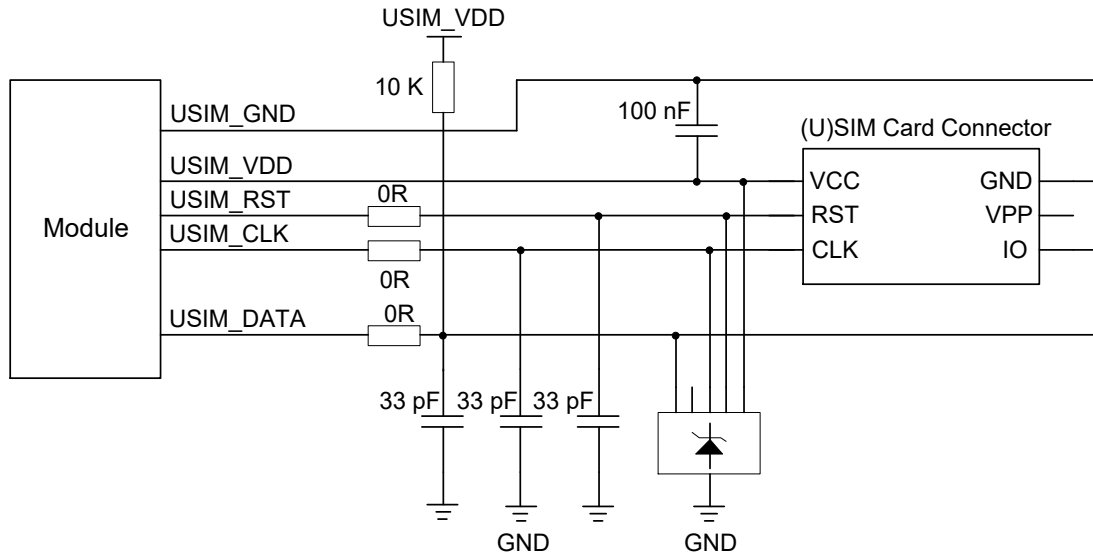 USIM_VDD
10 K
100 nF
USIM_GND
(U)SIM Card Connector
USIM_VDD
VCC
GND
0R
USIM_RST
RST
VPP
Module
USIM_CLK
CLK
IO
0R
USIM_DATA
0R
33 pF
33 pF
33 pF
GND
GND